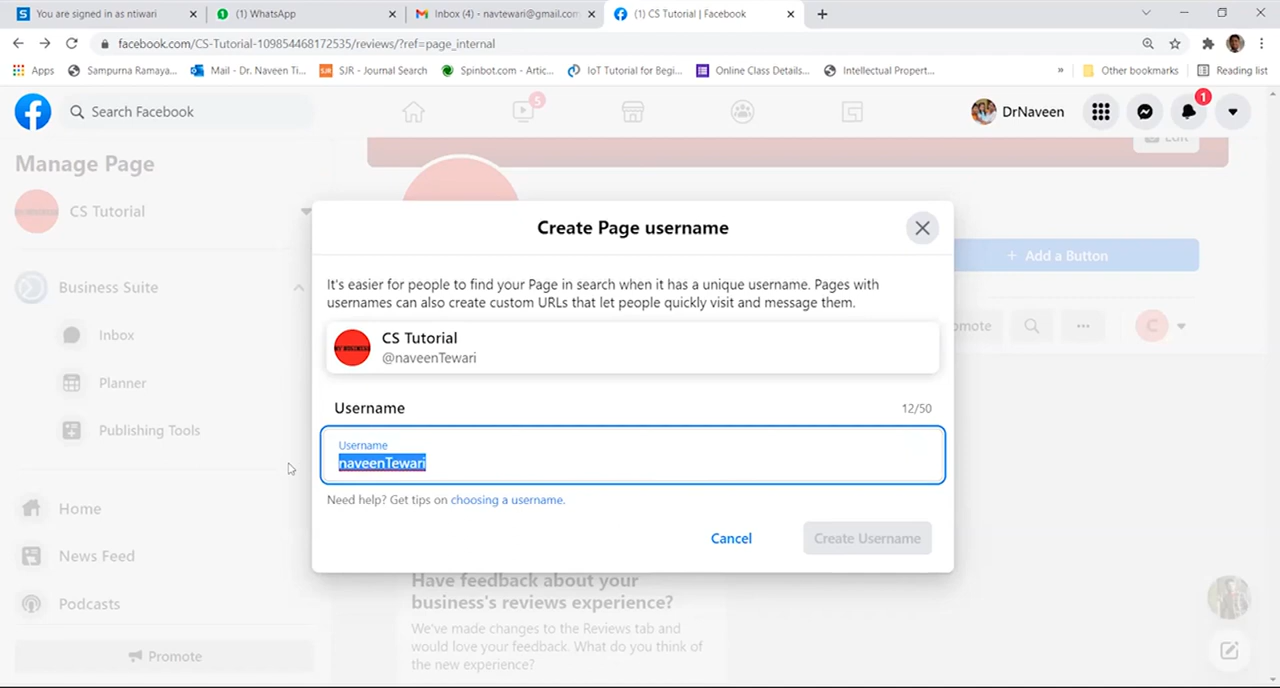 You are signed in as ntiwari
(1) WhatsApp
Inbox (4) - navtewari@gmail.com
(1) CS Tutorial | Facebook
facebook.com/CS-Tutorial-109854468172535/reviews/?ref=page_internal
Apps
Sampurna Ramaya...
Mail - Dr. Naveen Ti...
SJR - Journal Search
Spinbot.com - Artic...
IoT Tutorial for Begi...
Online Class Details...
Intellectual Propert...
»
Other bookmarks
Reading list
Search Facebook
5
DrNaveen
1
Manage Page
Edit
CS Tutorial
Create Page username
Business Suite
+ Add a Button
It's easier for people to find your Page in search when it has a unique username. Pages with
usernames can also create custom URLs that let people quickly visit and message them.
Inbox
CS Tutorial
@naveenTewari
MY BUSINESS
omote
C
Planner
Username
12/50
Publishing Tools
Username
naveenTewari
Need help? Get tips on choosing a username.
Home
Cancel
Create Username
News Feed
Have feedback about your
business's reviews experience?
Podcasts
We've made changes to the Reviews tab and
would love your feedback. What do you think of
the new experience?
Promote